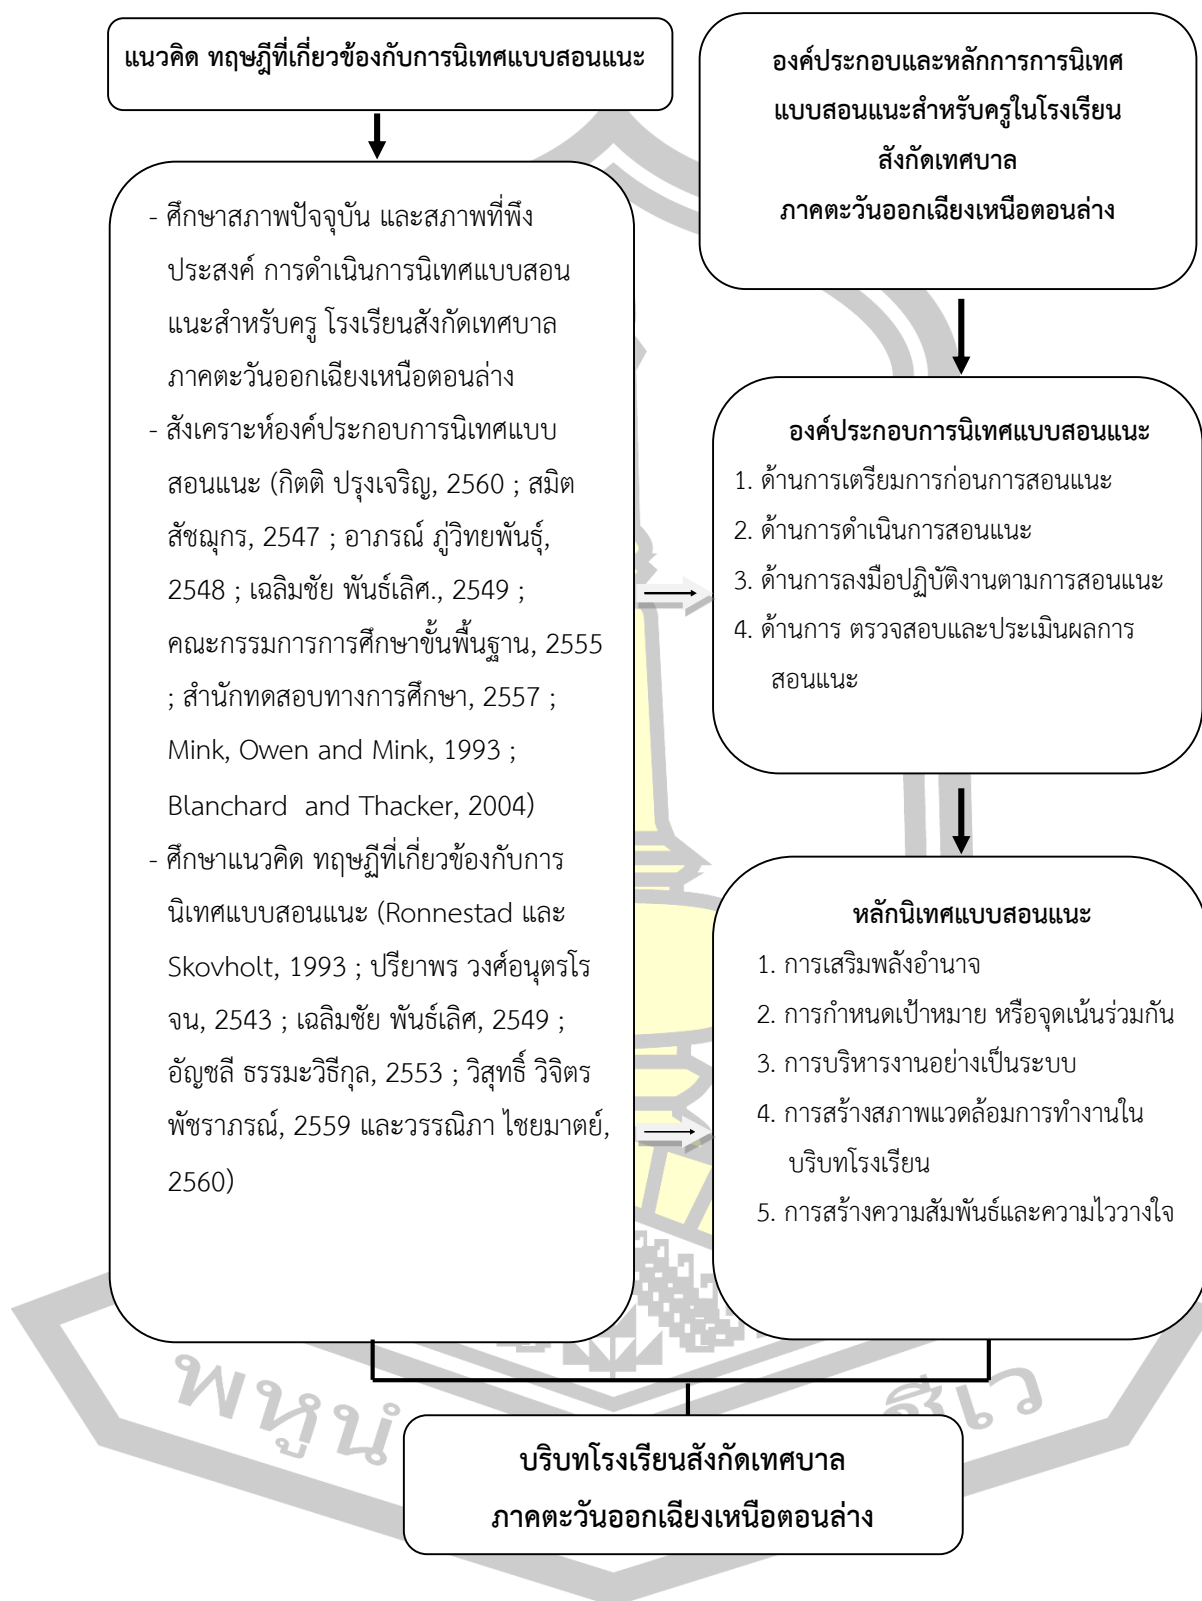 แนวคิด ทฤษฎีที่เกี่ยวข้องกับการนิเทศแบบสอนแนะ
- ศึกษาสภาพปัจจุบัน และสภาพที่พึง
ประสงค์ การดำเนินการนิเทศแบบสอน
แนะสำหรับครู โรงเรียนสังกัดเทศบาล
ภาคตะวันออกเฉียงเหนือตอนล่าง
- สังเคราะห์องค์ประกอบการนิเทศแบบ
สอนแนะ (กิตติ ปรุงเจริญ, 2560 ; สมิต
สัชฌุกร, 2547 ; อาภรณ์ ภู่วิทยพันธุ์,
2548 ; เฉลิมชัย พันธ์เลิศ., 2549 ;
คณะกรรมการการศึกษาขั้นพื้นฐาน, 2555
; สำนักทดสอบทางการศึกษา, 2557 ;
Mink, Owen and Mink, 1993 ;
Blanchard and Thacker, 2004)
- ศึกษาแนวคิด ทฤษฏีที่เกี่ยวข้องกับการ
นิเทศแบบสอนแนะ (Ronnestad และ
Skovholt, 1993 ; ปรียาพร วงศ์อนุตรโร
จน, 2543 ; เฉลิมชัย พันธ์เลิศ, 2549 ;
อัญชลี ธรรมะวิธีกุล, 2553 ; วิสุทธิ์ วิจิตร
พัชราภรณ์, 2559 และวรรณิภา ไชยมาตย์,
2560)
องค์ประกอบและหลักการการนิเทศ
แบบสอนแนะสำหรับครูในโรงเรียน
สังกัดเทศบาล
ภาคตะวันออกเฉียงเหนือตอนล่าง
องค์ประกอบการนิเทศแบบสอนแนะ
1. ด้านการเตรียมการก่อนการสอนแนะ
2. ด้านการดำเนินการสอนแนะ
3. ด้านการลงมือปฏิบัติงานตามการสอนแนะ
4. ด้านการ ตรวจสอบและประเมินผลการ
สอนแนะ
หลักนิเทศแบบสอนแนะ
1. การเสริมพลังอำนาจ
2. การกำหนดเป้าหมาย หรือจุดเน้นร่วมกัน
3. การบริหารงานอย่างเป็นระบบ
4. การสร้างสภาพแวดล้อมการทำงานใน
บริบทโรงเรียน
5. การสร้างความสัมพันธ์และความไววางใจ
พหูนํ
ชีเว
บริบทโรงเรียนสังกัดเทศบาล
ภาคตะวันออกเฉียงเหนือตอนล่าง